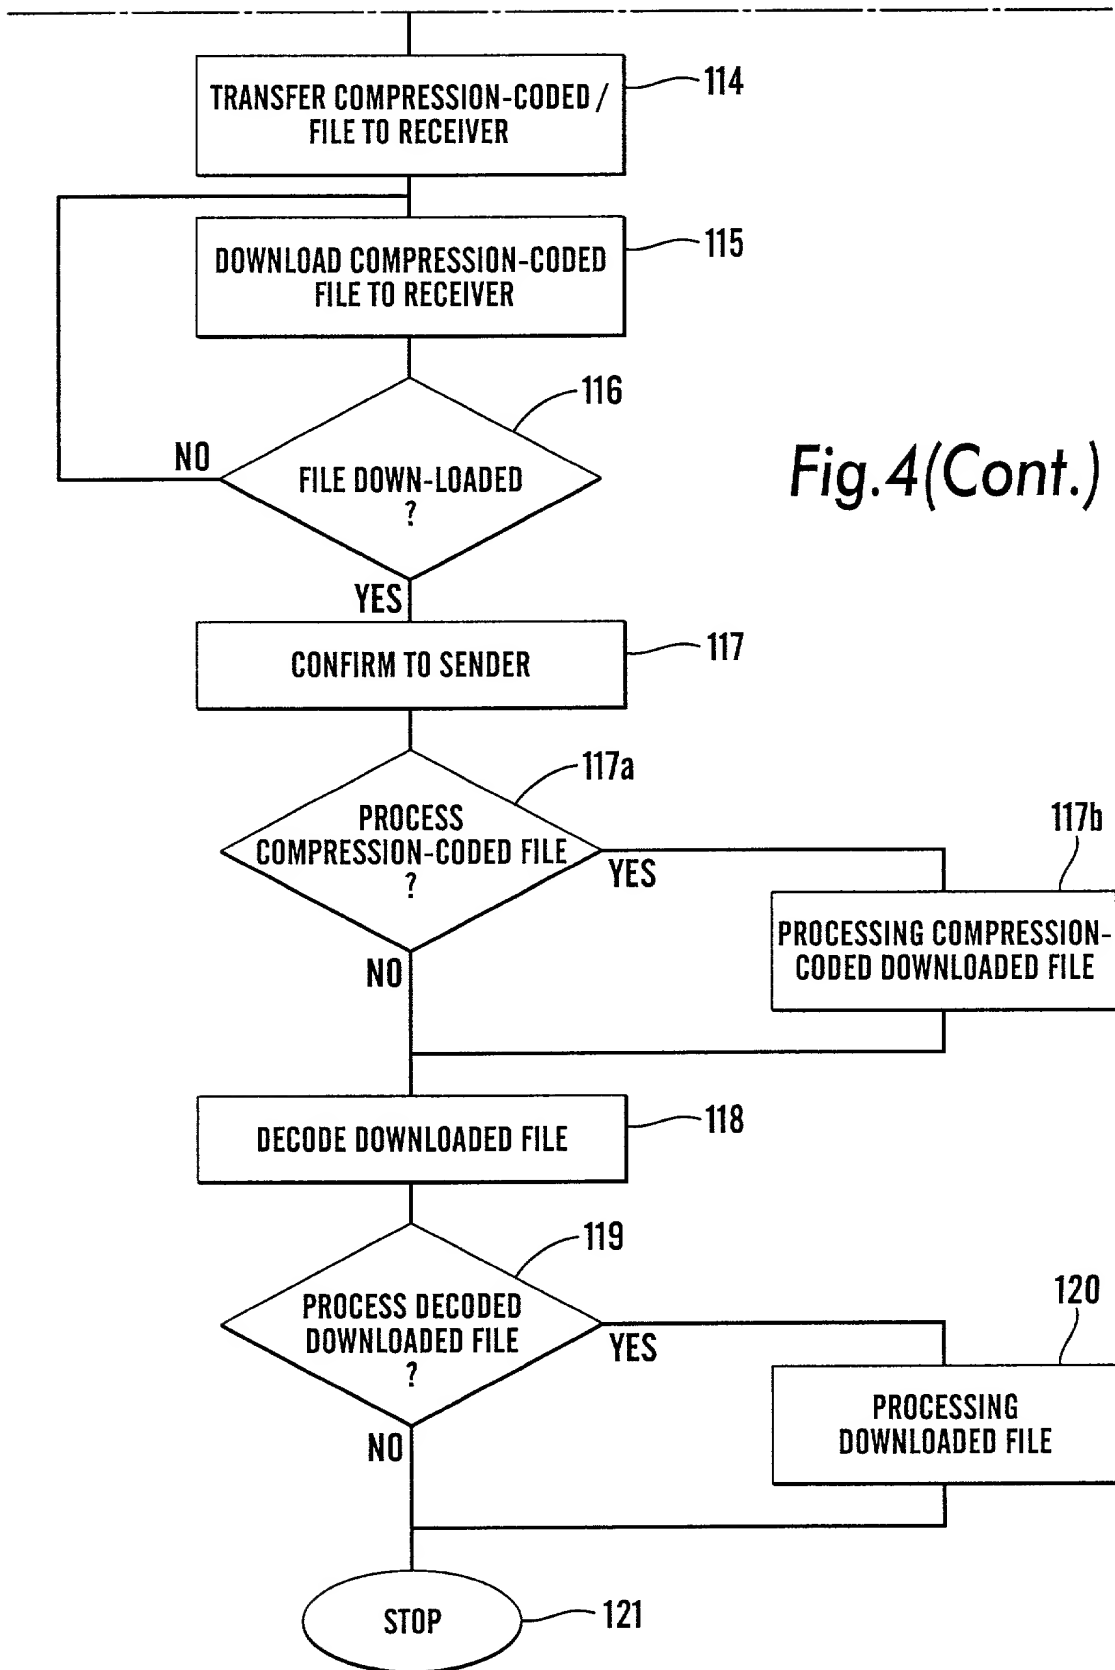 114
TRANSFER COMPRESSION-CODED /
FILE TO RECEIVER
115
DOWNLOAD COMPRESSION-CODED
FILE TO RECEIVER
116
NO
FILE DOWN-LOADED
?
Fig.4(Cont.)
YES
117
CONFIRM TO SENDER
117a
PROCESS
COMPRESSION-CODED FILE
?
YES
117b
PROCESSING COMPRESSION-
CODED DOWNLOADED FILE
NO
118
DECODE DOWNLOADED FILE
119
PROCESS DECODED
DOWNLOADED FILE
?
YES
120
PROCESSING
DOWNLOADED FILE
NO
STOP
121